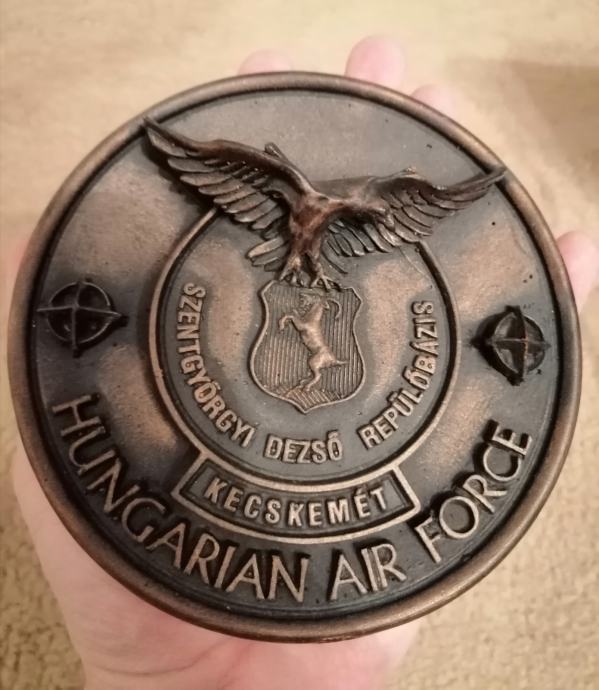 SZENTGYÖRGYI DEZSŐ REPÜLŐBÁZIS
KECSKEMÉT
HUNGARIAN AIR FORCE